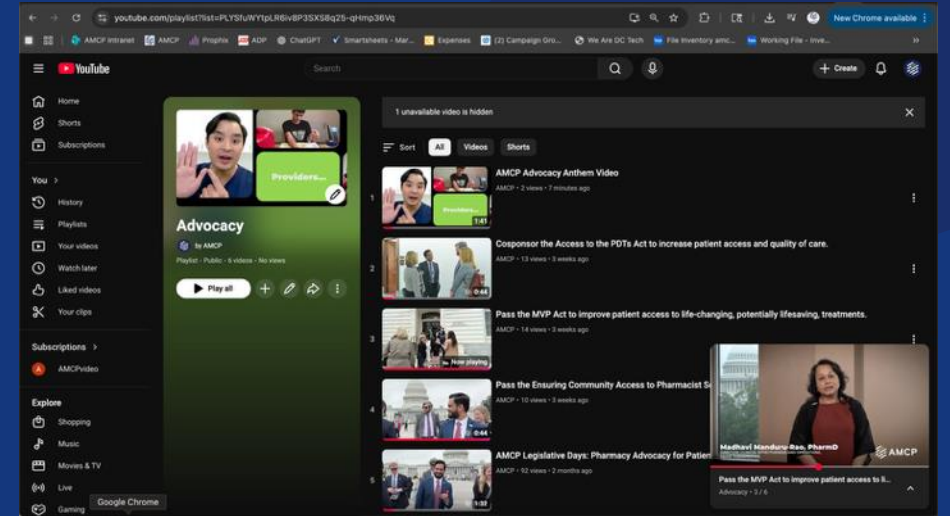 youtube.com/playlist?list=PLYSfuWYtpLR6iv8P3SXS8q25-qHmp36Vq
New Chrome available
AMCP Intranet
AMCP
Prophix
ADP
ChatGPT
Smartsheets - Mar...
Expenses
(2) Campaign Gro...
We Are DC Tech
File Inventory amc...
Working File - Inve...
»
YouTube
Search
Create
Home
Shorts
Subscriptions
You
History
Playlists
Your videos
Watch later
Liked videos
Your clips
Subscriptions
A AMCPvideo
Explore
Shopping
Music
Movies & TV
Live
Gaming
Google Chrome
Providers...
Advocacy
by AMCP
Playlist • Public • 6 videos • No views
Play all
1 unavailable video is hidden
Sort
All
Videos
Shorts
1
Providers...
1:41
AMCP Advocacy Anthem Video
AMCP • 2 views • 7 minutes ago
2
0:44
Cosponsor the Access to the PDTs Act to increase patient access and quality of care.
AMCP • 13 views • 3 weeks ago
3
Now playing
Pass the MVP Act to improve patient access to life-changing, potentially lifesaving, treatments.
AMCP • 14 views • 3 weeks ago
4
0:44
Pass the Ensuring Community Access to Pharmacist
AMCP • 10 views • 3 weeks ago
5
1:32
AMCP Legislative Days: Pharmacy Advocacy for Patien
AMCP • 92 views • 2 months ago
Madhavi Manduru-Rao, PharmD
AMCP
Pass the MVP Act to improve patient access to li...
Advocacy • 3 / 6